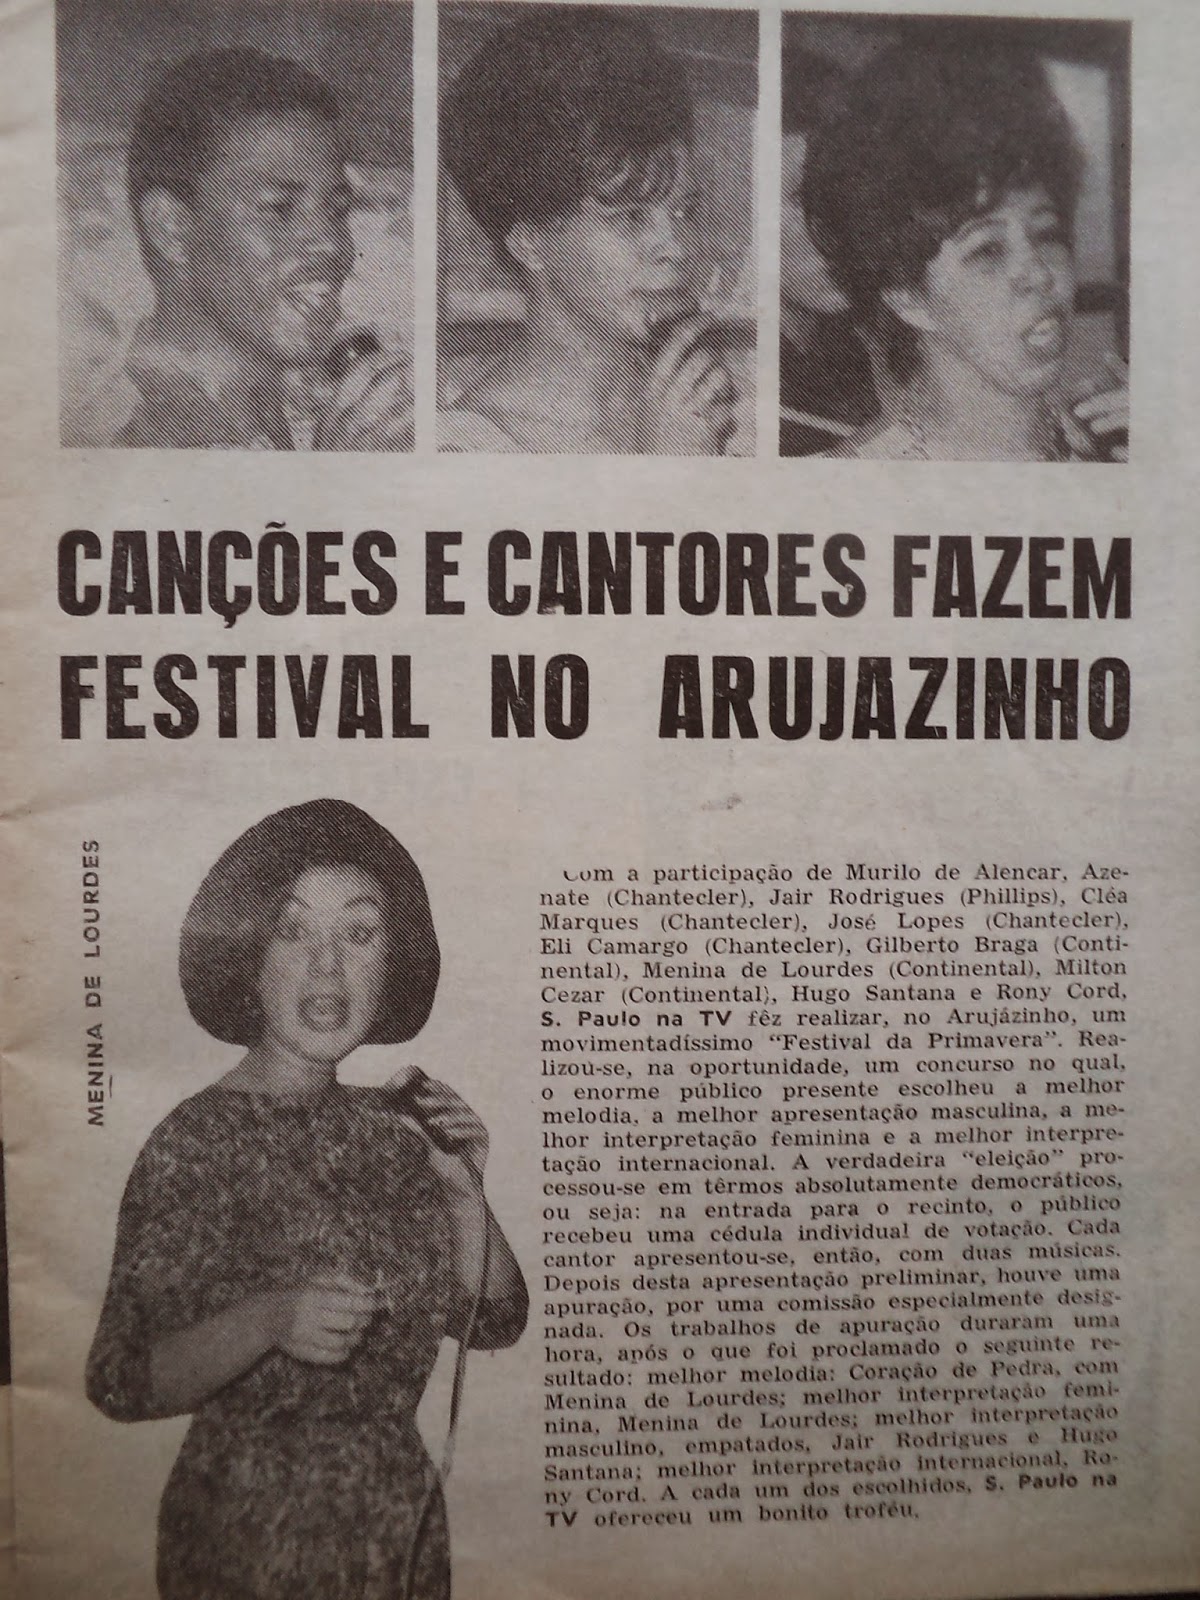 CANÇÕES E CANTORES FAZEM
FESTIVAL NO ARUJAZINHO
MENINA DE LOURDES
Com a participação de Murilo de Alencar, Aze-
nate (Chantecler), Jair Rodrigues (Phillips), Cléa
Marques (Chantecler), José Lopes (Chantecler),
Eli Camargo (Chantecler), Gilberto Braga (Conti-
nental), Menina de Lourdes (Continental), Milton
Cezar (Continental), Hugo Santana e Rony Cord,
S. Paulo na TV fêz realizar, no Arujázinho, um
movimentadíssimo “Festival da Primavera”. Rea-
lizou-se, na oportunidade, um concurso no qual,
o enorme público presente escolheu a melhor
melodia, a melhor apresentação masculina, a me-
lhor interpretação feminina e a melhor interpre-
tação internacional. A verdadeira “eleição” pro-
cessou-se em têrmos absolutamente democráticos,
ou seja: na entrada para o recinto, o público
recebeu uma cédula individual de votação. Cada
cantor apresentou-se, então, com duas músicas.
Depois desta apresentação preliminar, houve uma
apuração, por uma comissão especialmente desig-
nada. Os trabalhos de apuração duraram uma
hora, após o que foi proclamado o seguinte re-
sultado: melhor melodia: Coração de Pedra, com
Menina de Lourdes; melhor interpretação femi-
nina, Menina de Lourdes; melhor interpretação
masculino, empatados, Jair Rodrigues e Hugo
Santana; melhor interpretação internacional, Ro-
ny Cord. A cada um dos escolhidos, S. Paulo na
TV ofereceu um bonito troféu.